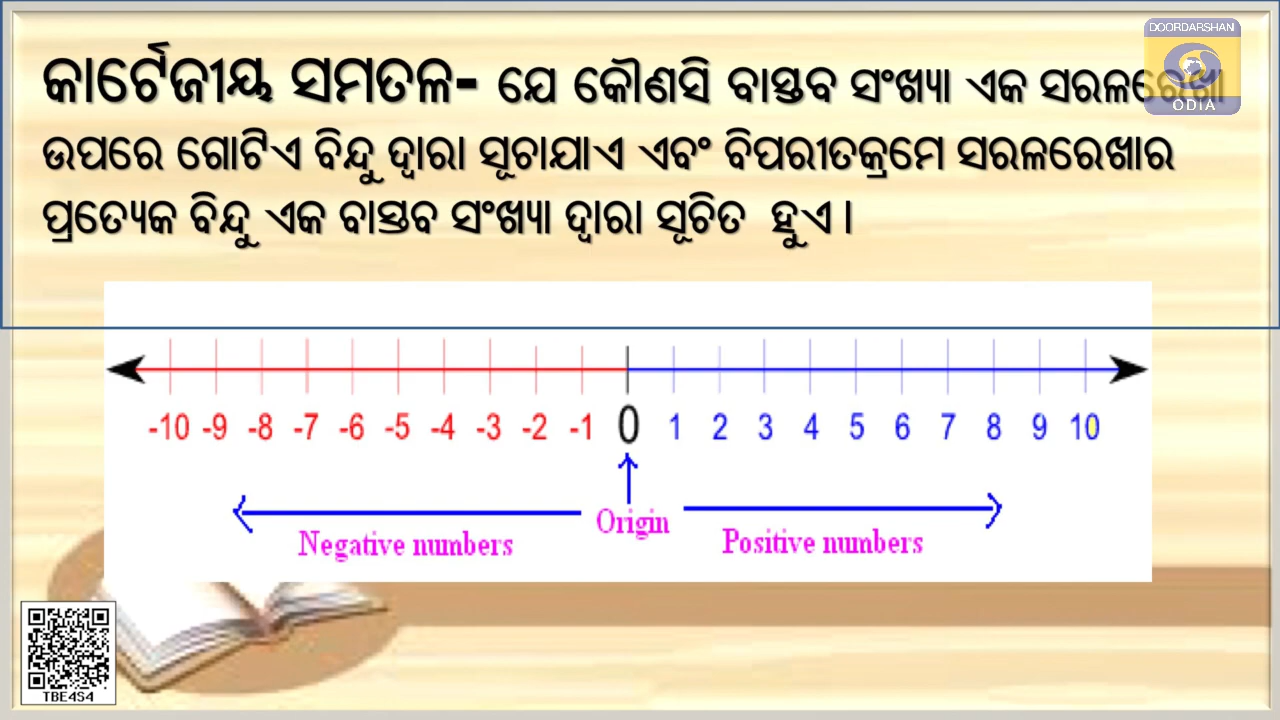 DOORDARSHAN
ODIA
କାର୍ଟେଜୀୟ ସମତଳ- ଯେ କୌଣସି ବାସ୍ତବ ସଂଖ୍ୟା ଏକ ସରଳରେଖା
ଉପରେ ଗୋଟିଏ ବିନ୍ଦୁ ଦ୍ୱାରା ସୂଚାଯାଏ ଏବଂ ବିପରୀତକ୍ରମେ ସରଳରେଖାର
ପ୍ରତ୍ୟେକ ବିନ୍ଦୁ ଏକ ବାସ୍ତବ ସଂଖ୍ୟା ଦ୍ୱାରା ସୂଚିତ ହୁଏ।
-10 -9 -8 -7 -6 -5 -4 -3 -2 -1 0 1 2 3 4 5 6 7 8 9 10
Origin
Negative numbers Positive numbers
TBE4S4